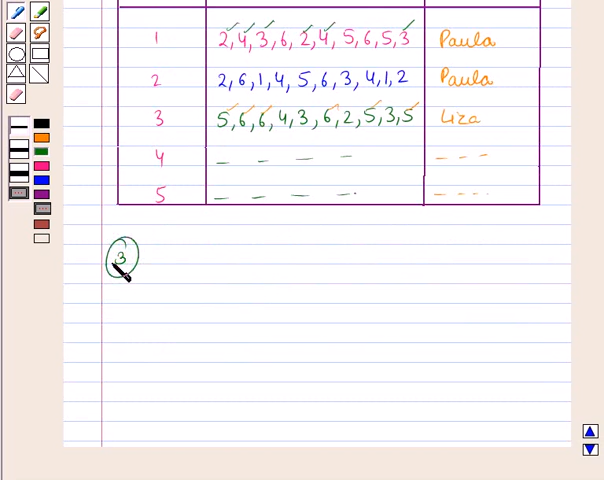 1 2,4,3,6,2,4,5,6,5,3 Paula
2 2,6,1,4,5,6,3,4,1,2 Paula
3 5,6,6,4,3,6,2,5,3,5 Liza
4 _ _ _ _ _ _ _
5 _ _ _ _ _ _ _ _
3